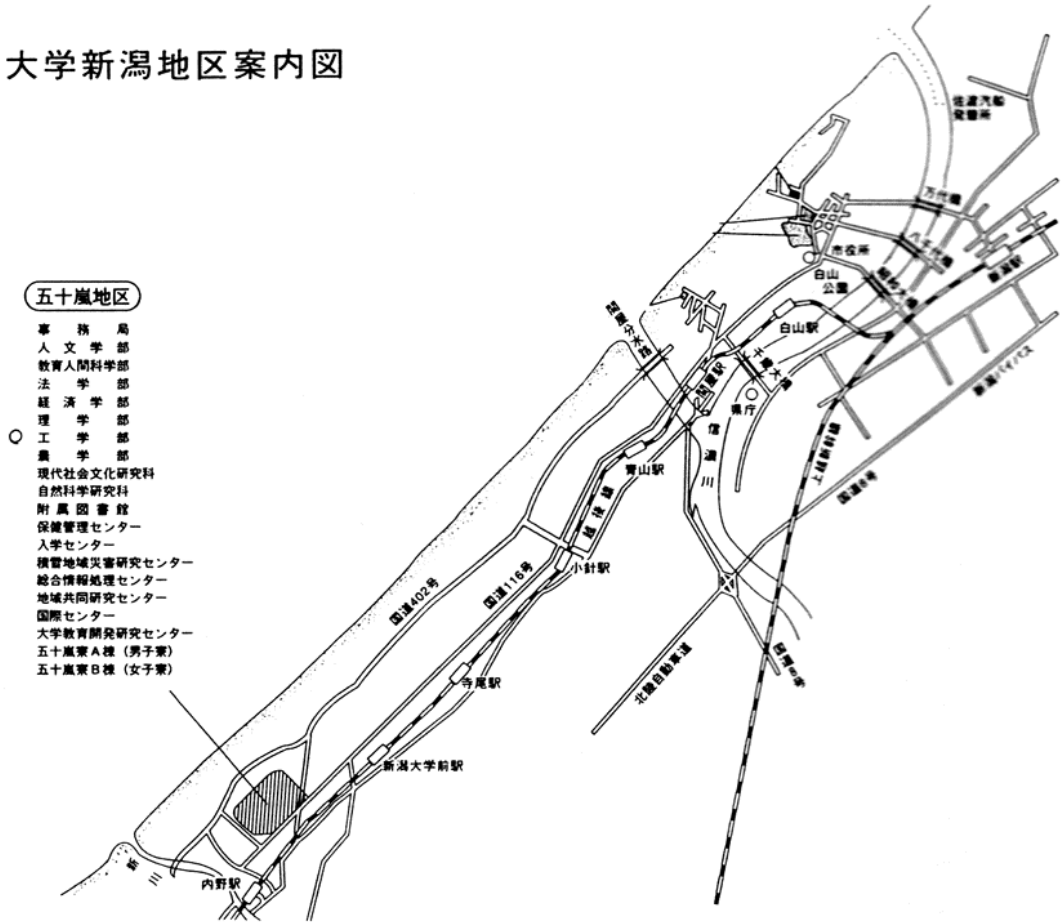 大学新潟地区案内図
五十嵐地区
事務局
人文学部
教育人間科学部
法学部
経済学部
理学部
○ 工学部
農学部
現代社会文化研究科
自然科学研究科
附属図書館
保健管理センター
入学センター
積雪地域災害研究センター
総合情報処理センター
地域共同研究センター
国際センター
大学教育開発研究センター
五十嵐寮A棟(男子寮)
五十嵐寮B棟(女子寮)
佐渡汽船
発着所
万代橋
八千代橋
昭和大橋
新潟駅
市役所
白山
公園
白山駅
関屋分水路
千歳大橋
関屋駅
県庁
信濃川
青山駅
越後線
小針駅
上越新幹線
新潟バイパス
国道8号
国道402号
国道116号
北陸自動車道
国道8号
寺尾駅
新潟大学前駅
内野駅
新川